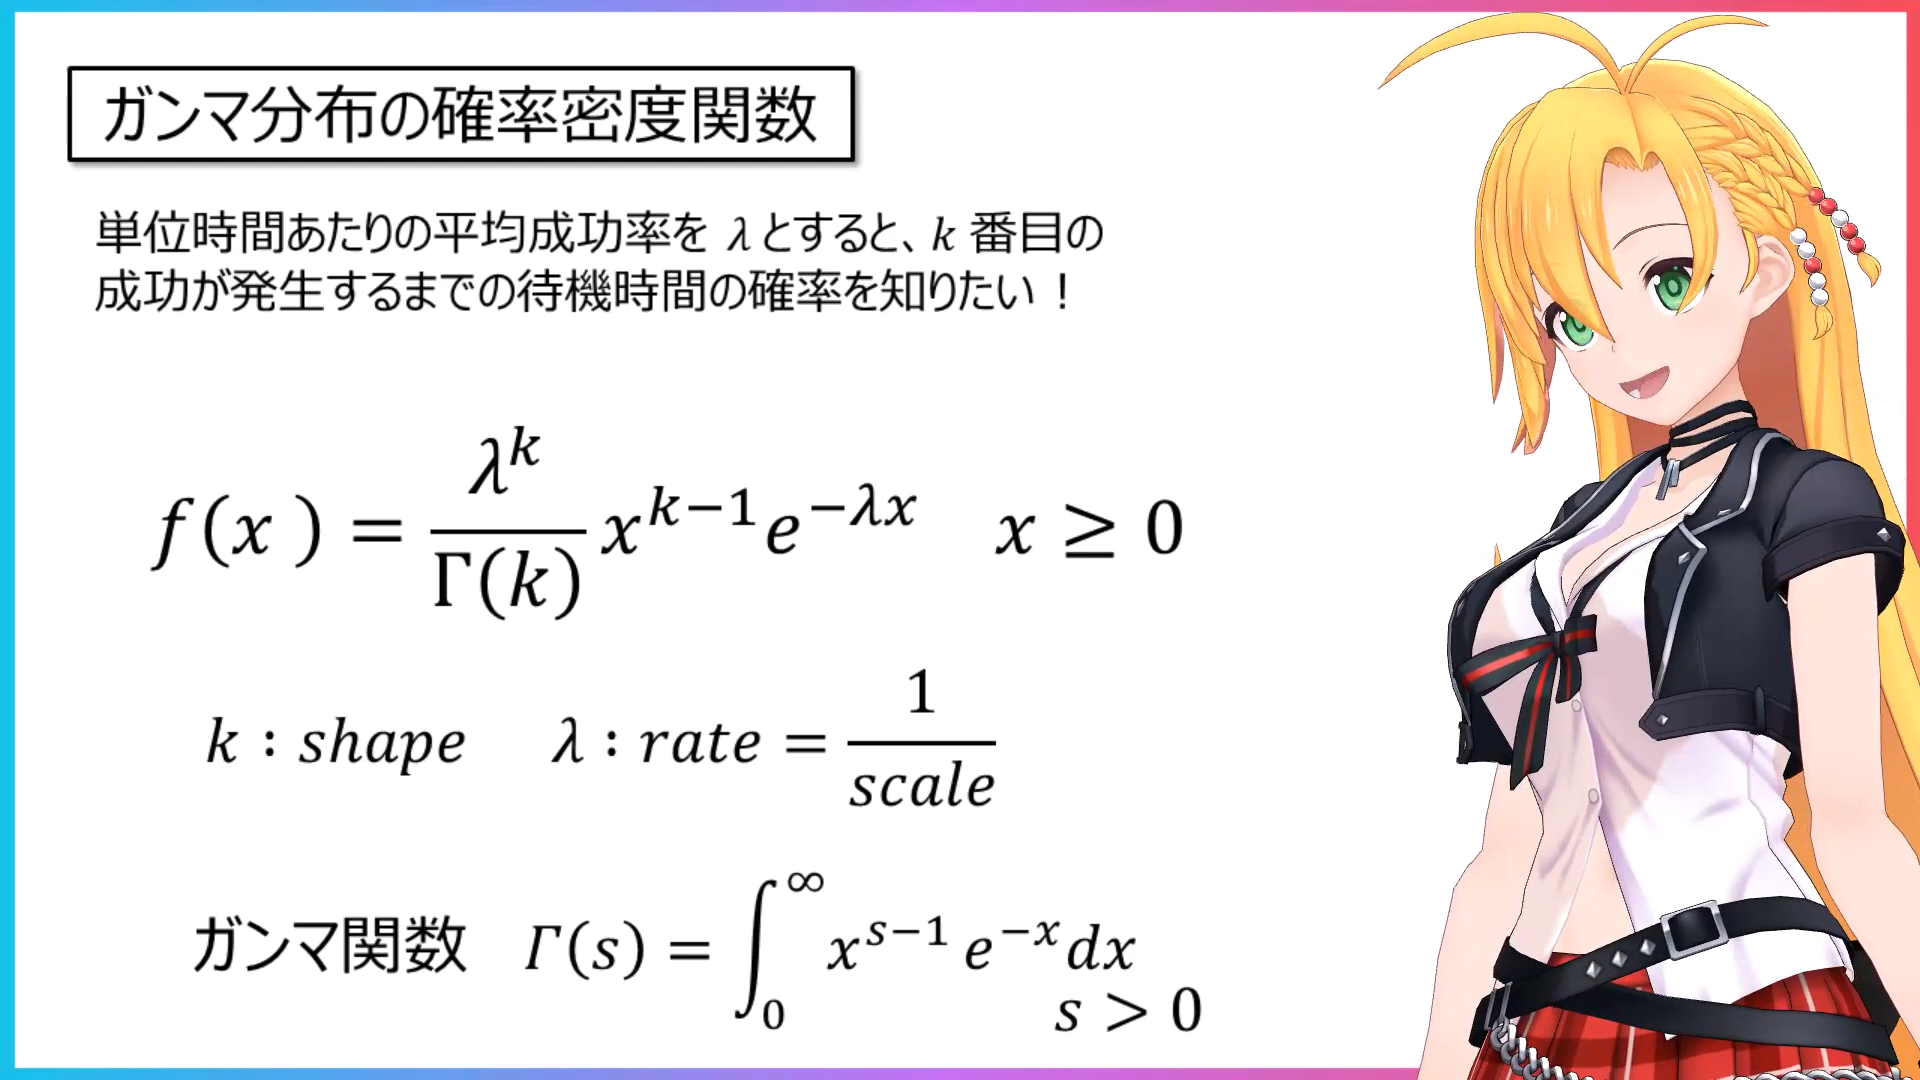 ガンマ分布の確率密度関数
単位時間あたりの平均成功率を λ とすると、k 番目の
成功が発生するまでの待機時間の確率を知りたい！
f(x ) = λ^k / Γ(k) x^{k−1} e^{−λx}　x ≥ 0
k : shape　λ : rate = 1 / scale
ガンマ関数　Γ(s) = ∫_0^∞ x^{s−1} e^{−x} dx
s > 0